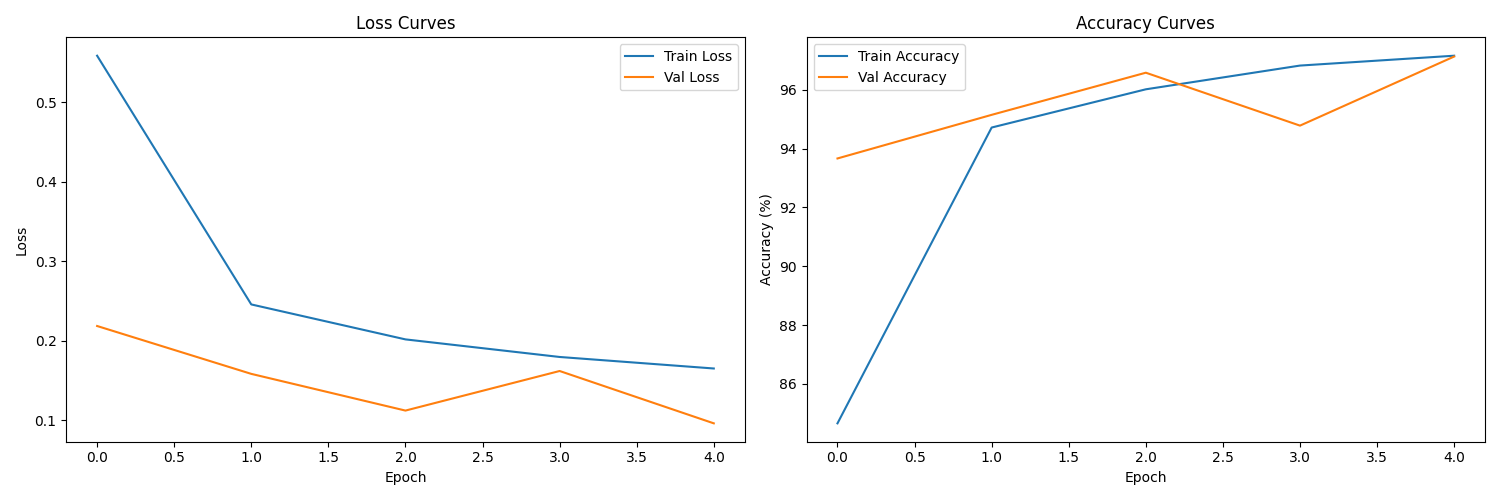 Loss Curves
Train Loss
Val Loss
0.5
0.4
0.3
0.2
0.1
Loss
0.0 0.5 1.0 1.5 2.0 2.5 3.0 3.5 4.0
Epoch
Accuracy Curves
Train Accuracy
Val Accuracy
96
94
92
90
88
86
Accuracy (%)
0.0 0.5 1.0 1.5 2.0 2.5 3.0 3.5 4.0
Epoch